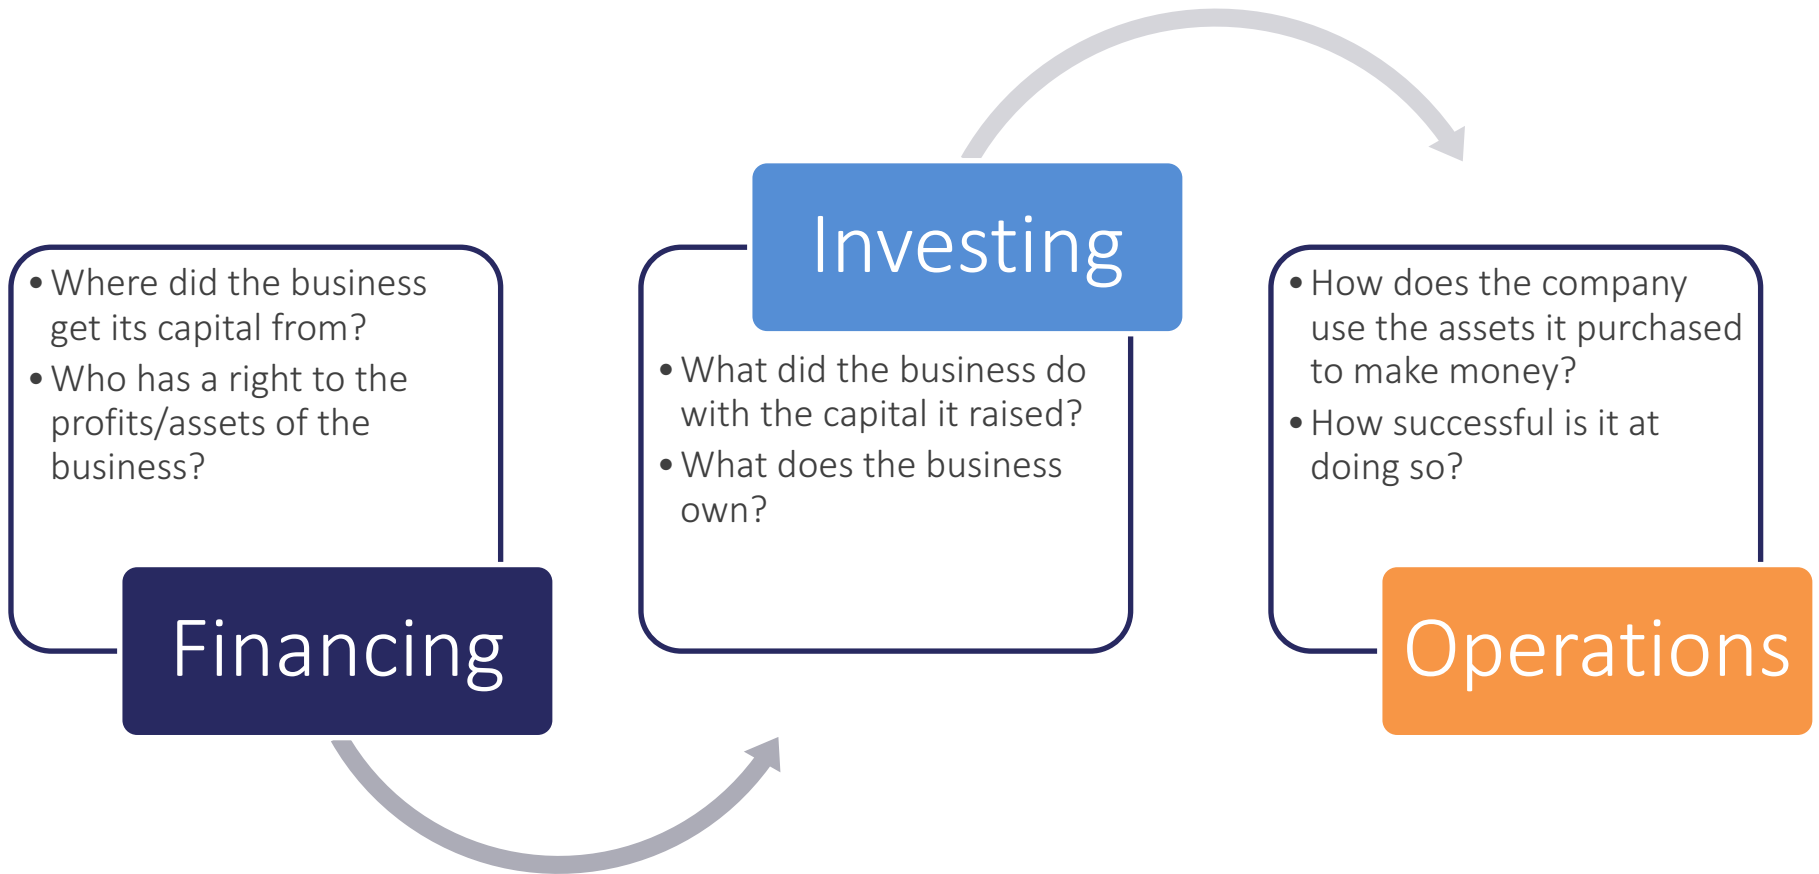 • Where did the business
get its capital from?
• Who has a right to the
profits/assets of the
business?
Financing
Investing
• What did the business do
with the capital it raised?
• What does the business
own?
• How does the company
use the assets it purchased
to make money?
• How successful is it at
doing so?
Operations